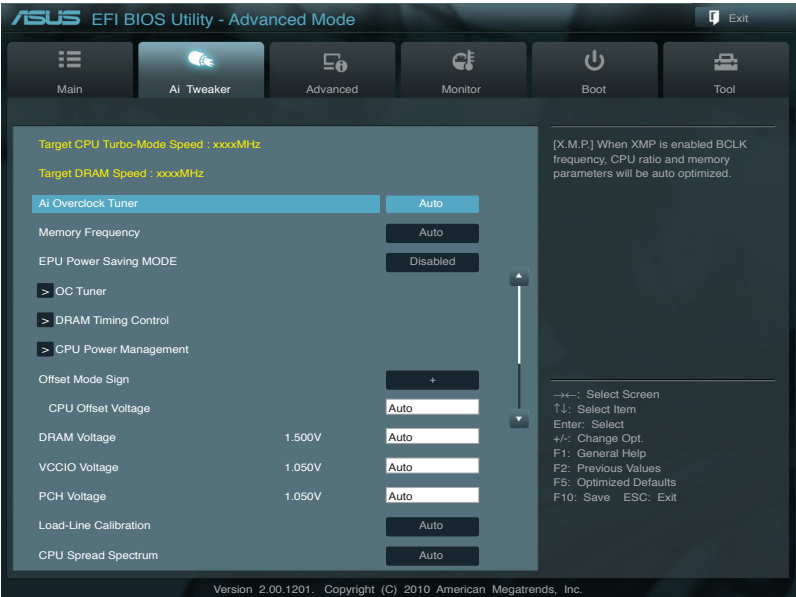 ASUS EFI BIOS Utility - Advanced Mode
Exit
Main
Ai Tweaker
Advanced
Monitor
Boot
Tool
Target CPU Turbo-Mode Speed : xxxxMHz
Target DRAM Speed : xxxxMHz
Ai Overclock Tuner Auto
Memory Frequency Auto
EPU Power Saving MODE Disabled
> OC Tuner
> DRAM Timing Control
> CPU Power Management
Offset Mode Sign +
CPU Offset Voltage Auto
DRAM Voltage 1.500V Auto
VCCIO Voltage 1.050V Auto
PCH Voltage 1.050V Auto
Load-Line Calibration Auto
CPU Spread Spectrum Auto
[X.M.P.] When XMP is enabled BCLK
frequency, CPU ratio and memory
parameters will be auto optimized.
→←: Select Screen
↑↓: Select Item
Enter: Select
+/-: Change Opt.
F1: General Help
F2: Previous Values
F5: Optimized Defaults
F10: Save ESC: Exit
Version 2.00.1201. Copyright (C) 2010 American Megatrends, Inc.